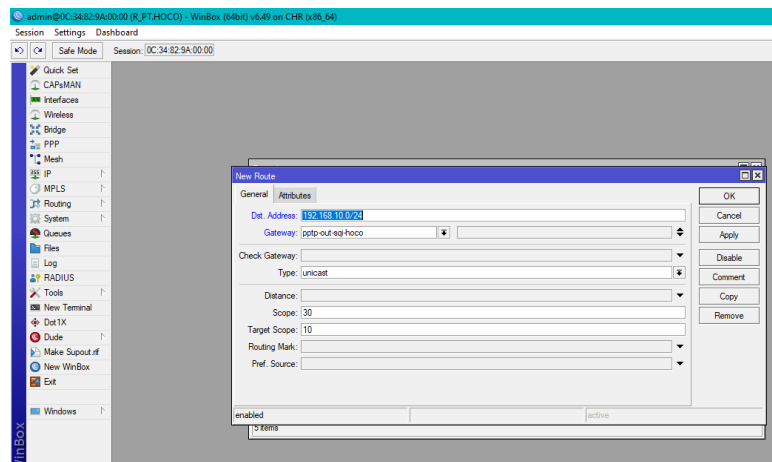 admin@0C:34:82:9A:00:00 (R_PT.HOCO) - WinBox (64bit) v6.49 on CHR (x86_64)
Session Settings Dashboard
Safe Mode Session: 0C:34:82:9A:00:00
Quick Set
CAPsMAN
Interfaces
Wireless
Bridge
PPP
Mesh
IP
MPLS
Routing
System
Queues
Files
Log
RADIUS
Tools
New Terminal
Dot1X
Dude
Make Supout.rif
New WinBox
Exit
Windows
WinBox
New Route
General Attributes
Dst. Address: 192.168.10.0/24
Gateway: pptp-out-sqi-hoco
Check Gateway:
Type: unicast
Distance:
Scope: 30
Target Scope: 10
Routing Mark:
Pref. Source:
OK
Cancel
Apply
Disable
Comment
Copy
Remove
enabled active
5 items